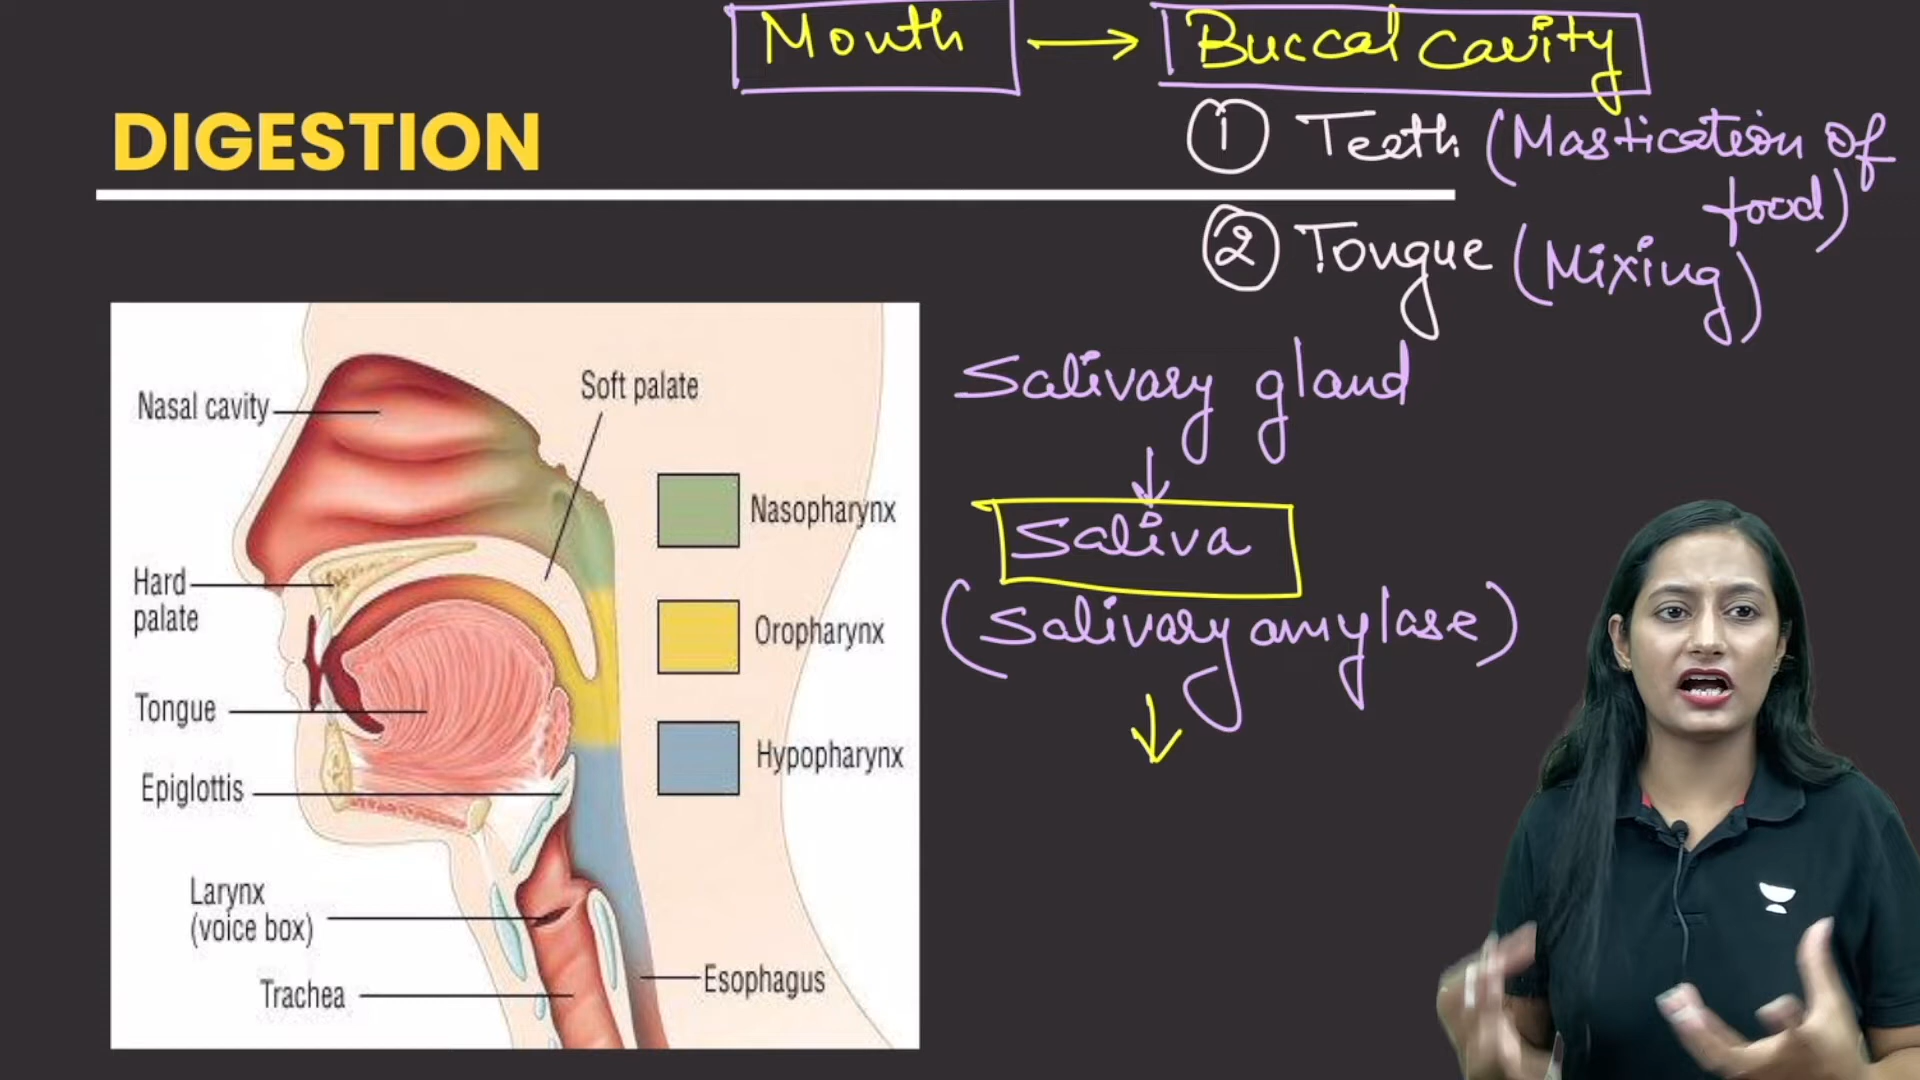 Mouth → Buccal cavity
DIGESTION
① Teeth (Mastication of
food)
② Tongue (Mixing)
Salivary gland
↓
Saliva
(Salivary amylase)
↓
Nasal cavity
Soft palate
Nasopharynx
Hard
palate
Oropharynx
Tongue
Hypopharynx
Epiglottis
Larynx
(voice box)
Trachea
Esophagus